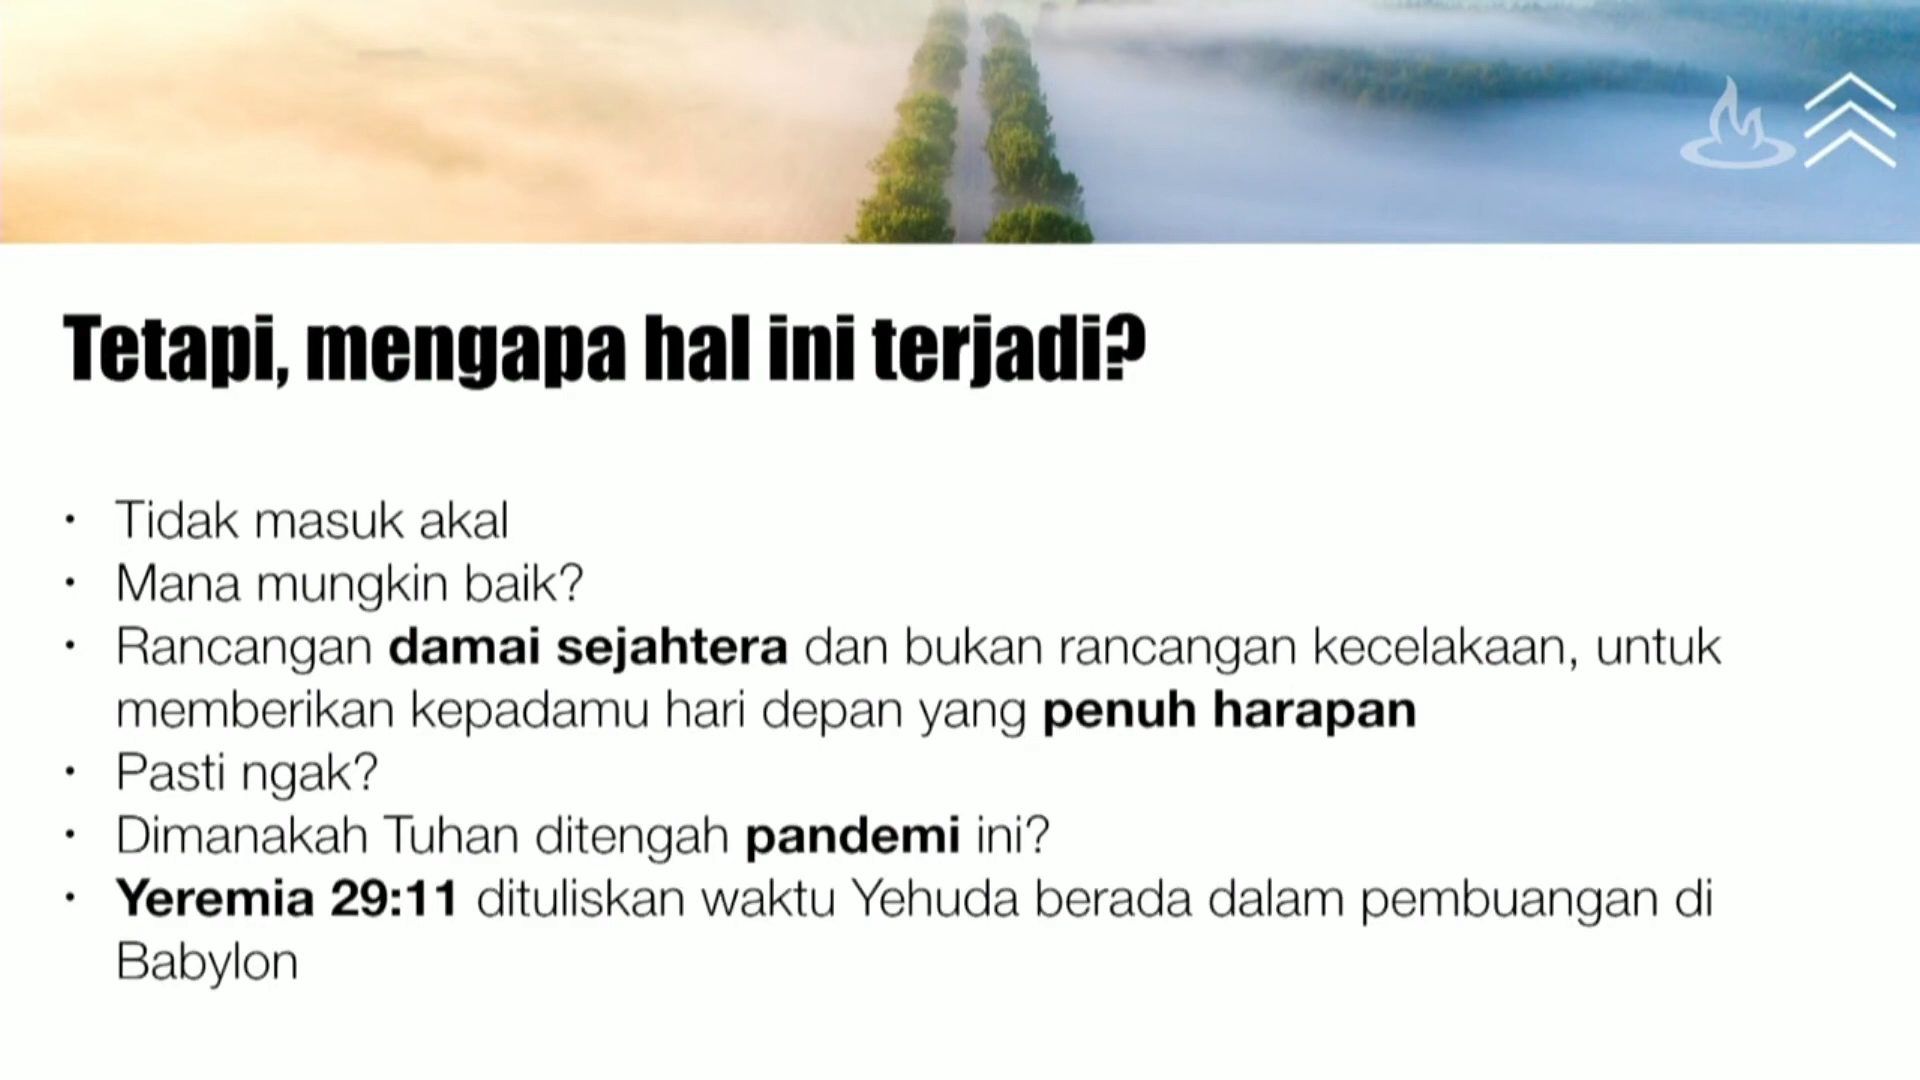 Tetapi, mengapa hal ini terjadi?
• Tidak masuk akal
• Mana mungkin baik?
• Rancangan damai sejahtera dan bukan rancangan kecelakaan, untuk
memberikan kepadamu hari depan yang penuh harapan
• Pasti ngak?
• Dimanakah Tuhan ditengah pandemi ini?
• Yeremia 29:11 dituliskan waktu Yehuda berada dalam pembuangan di
Babylon